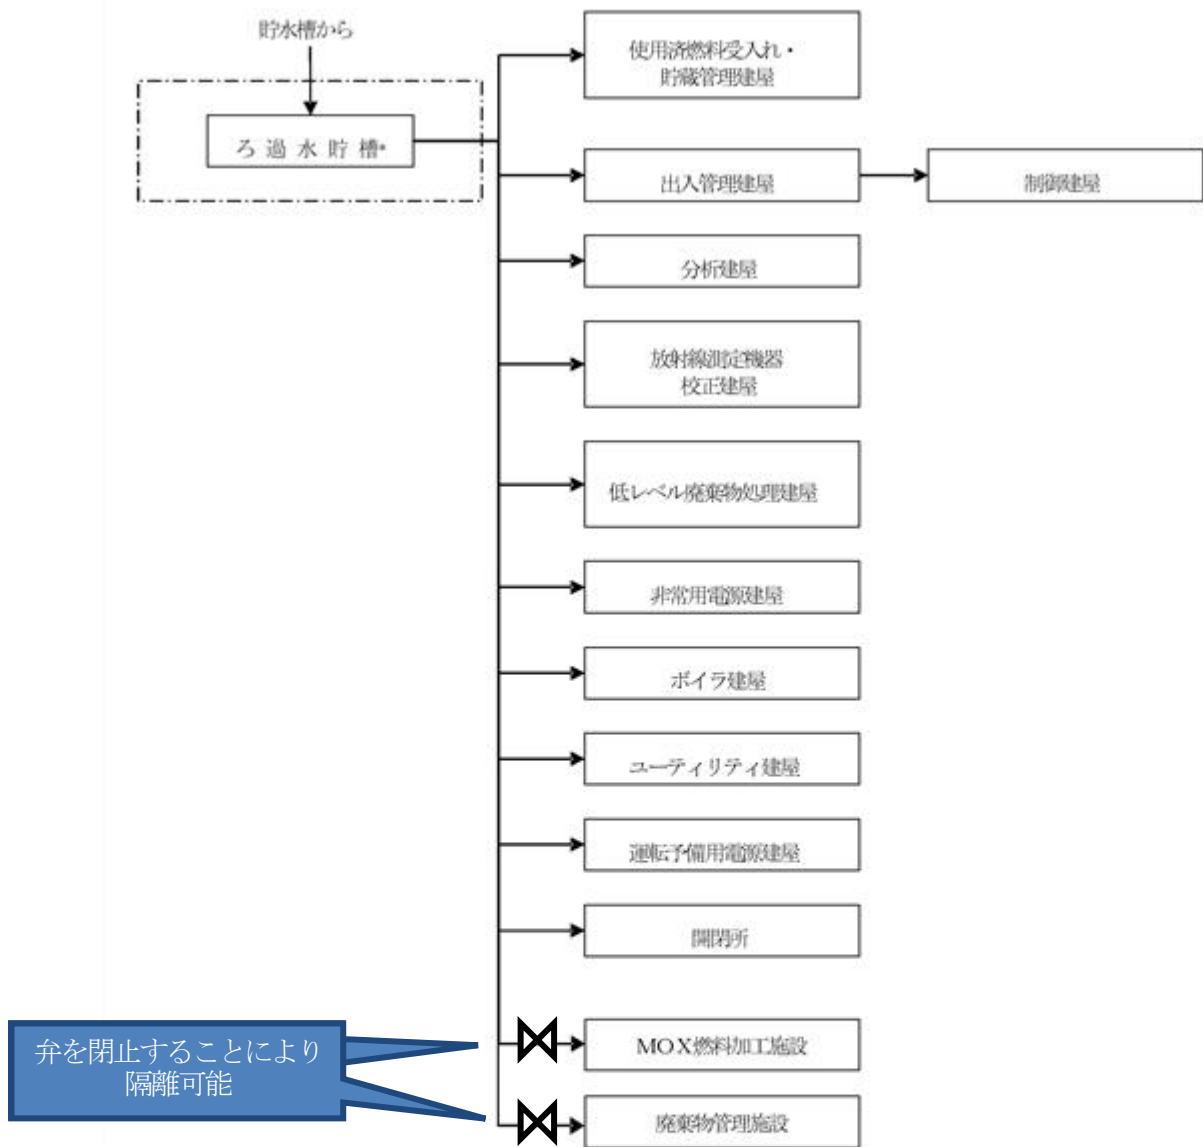 貯水槽から
ろ過水貯槽*
使用済燃料受入れ・
貯蔵管理建屋
出入管理建屋
制御建屋
分析建屋
放射線測定機器
校正建屋
低レベル廃棄物処理建屋
非常用電源建屋
ボイラ建屋
ユーティリティ建屋
運転予備用電源建屋
開閉所
MOX燃料加工施設
廃棄物管理施設
弁を閉止することにより
隔離可能